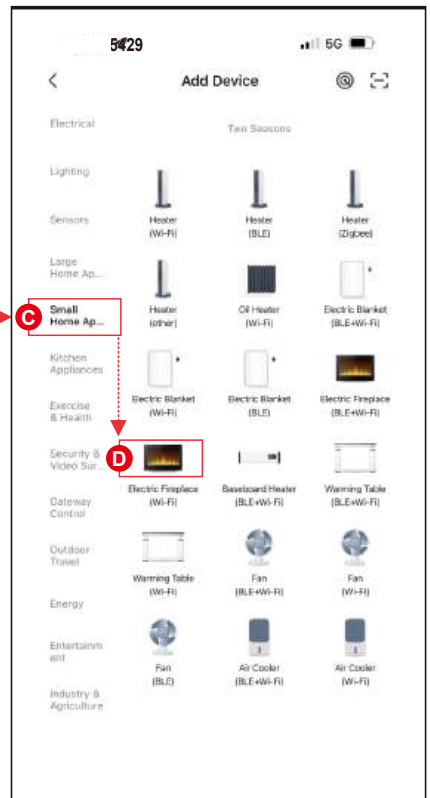 5429
5G
Add Device
Electrical
Lighting
Sensors
Large
Home Ap...
C
Small
Home Ap...
Kitchen
Appliances
Exercise
& Health
Security &
Video Sur...
Gateway
Control
Outdoor
Travel
Energy
Entertainm
ent
Industry &
Agriculture
Two Seasons
Heater Heater Heater
(Wi-Fi) (BLE) (Zigbee)
Heater Oil Heater Electric Blanket
(other) (Wi-Fi) (BLE+Wi-Fi)
Electric Blanket Electric Blanket Electric Fireplace
(Wi-Fi) (BLE) (BLE+Wi-Fi)
D
Electric Fireplace Baseboard Heater Warming Table
(Wi-Fi) (BLE+Wi-Fi) (BLE+Wi-Fi)
Warming Table Fan Fan
(Wi-Fi) (BLE+Wi-Fi) (Wi-Fi)
Fan Air Cooler Air Cooler
(BLE) (BLE+Wi-Fi) (Wi-Fi)